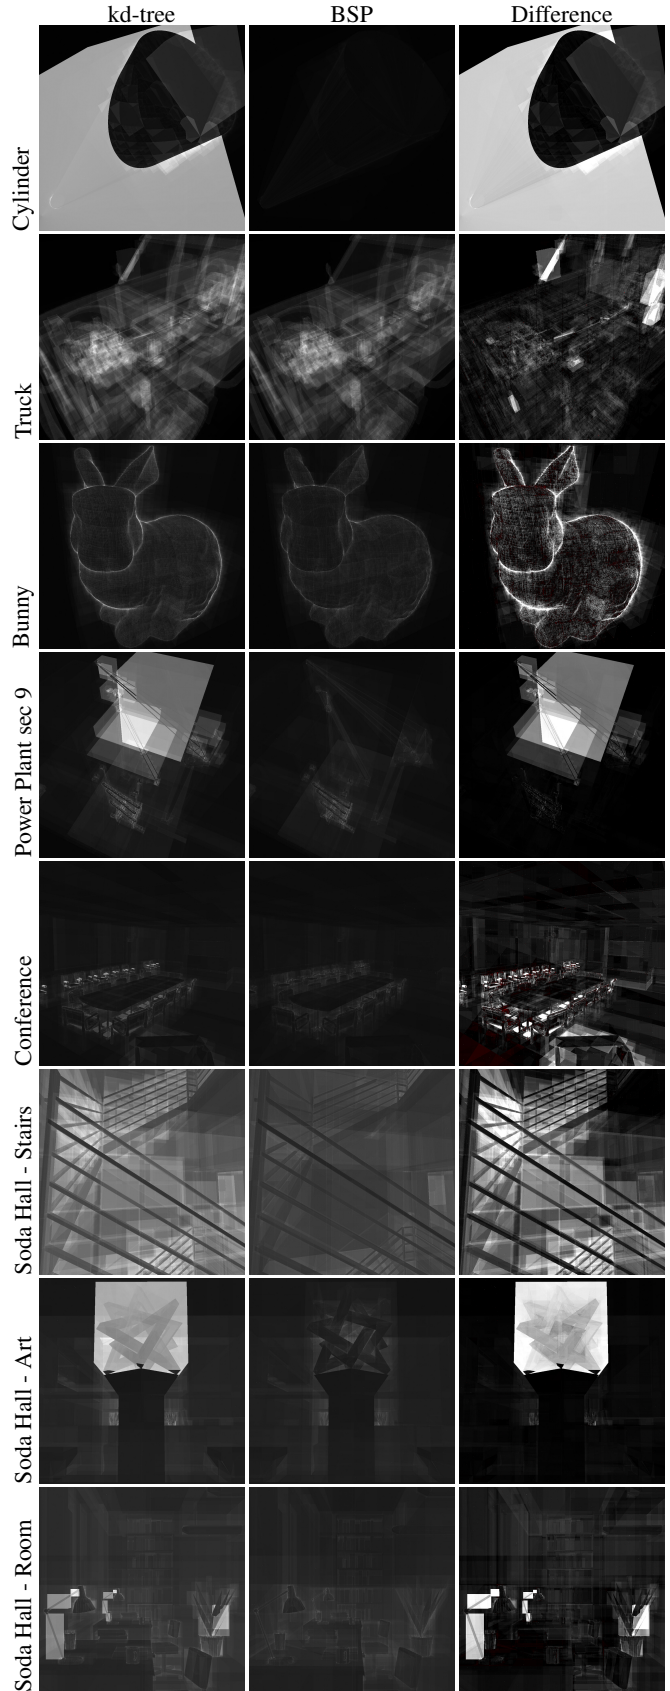 kd-tree BSP Difference
Cylinder
Truck
Bunny
Power Plant sec 9
Conference
Soda Hall - Stairs
Soda Hall - Art
Soda Hall - Room